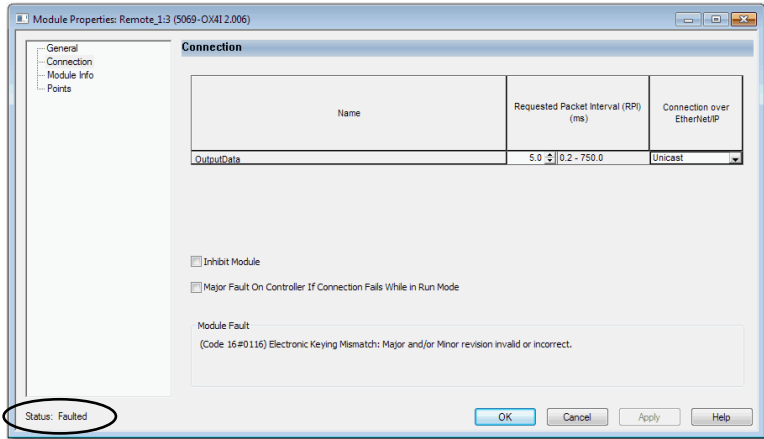 Module Properties: Remote_1:3 (5069-OX4I 2.006)
General
Connection
Module Info
Points
Connection
Name
Requested Packet Interval (RPI)
(ms)
Connection over
EtherNet/IP
OutputData
5.0
0.2 - 750.0
Unicast
Inhibit Module
Major Fault On Controller If Connection Fails While in Run Mode
Module Fault
(Code 16#0116) Electronic Keying Mismatch: Major and/or Minor revision invalid or incorrect.
Status: Faulted
OK
Cancel
Apply
Help